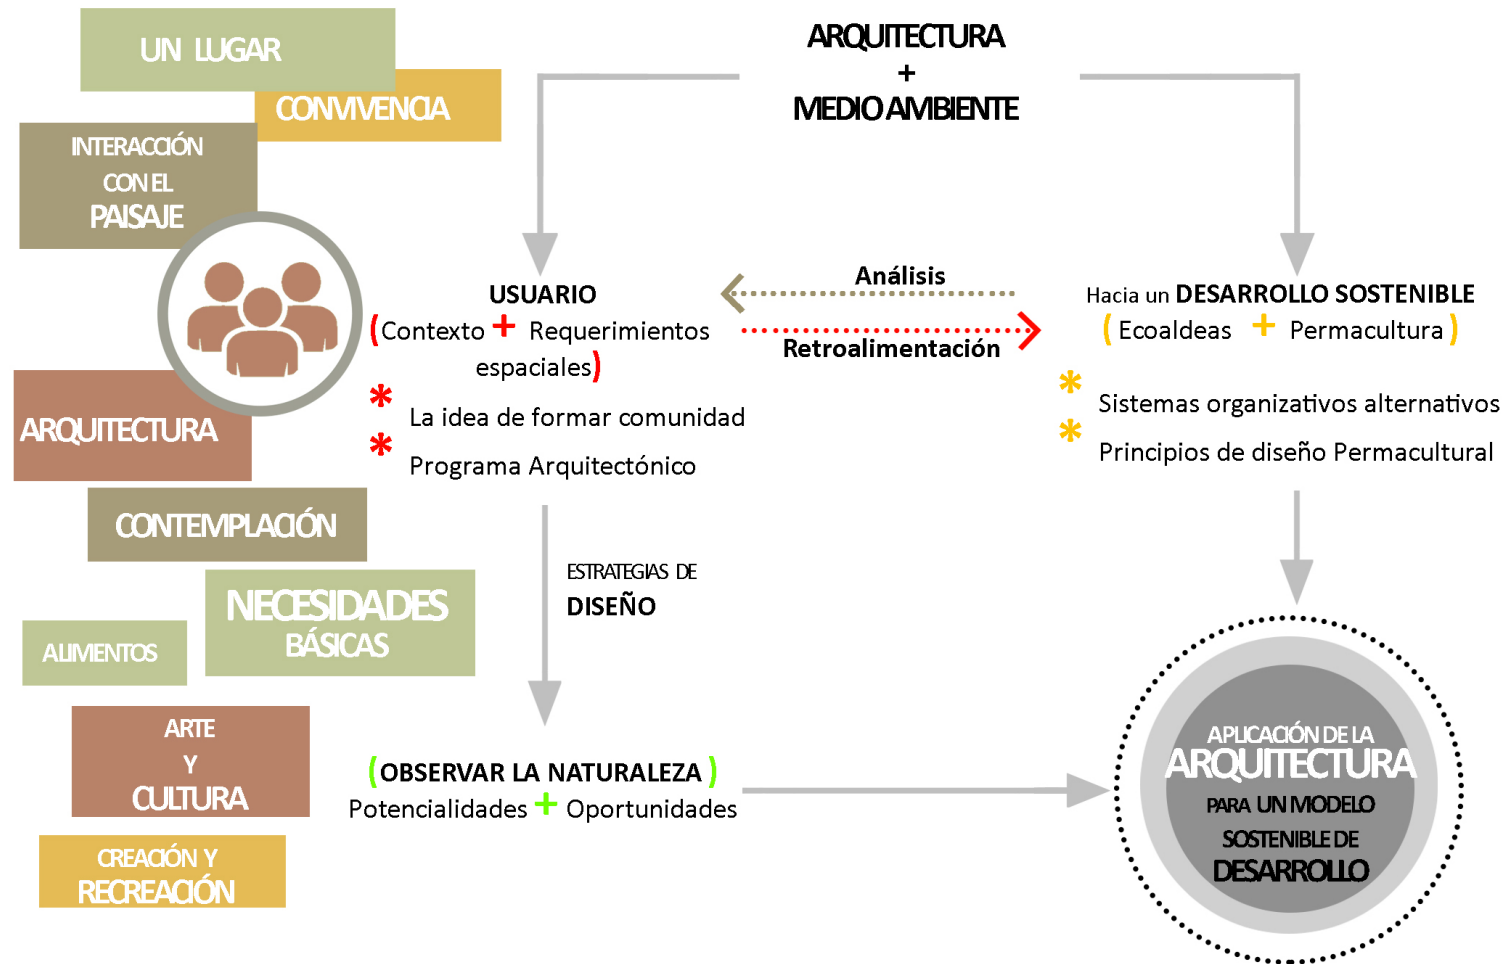 UN LUGAR
CONVIVENCIA
INTERACCIÓN
CON EL
PAISAJE
ARQUITECTURA
CONTEMPLACIÓN
NECESIDADES
BÁSICAS
ALIMENTOS
ARTE
Y
CULTURA
CREACIÓN Y
RECREACIÓN
ARQUITECTURA
+
MEDIO AMBIENTE
USUARIO
(Contexto + Requerimientos
espaciales)
* La idea de formar comunidad
* Programa Arquitectónico
Análisis
Retroalimentación
Hacia un DESARROLLO SOSTENIBLE
( Ecoaldeas + Permacultura )
* Sistemas organizativos alternativos
* Principios de diseño Permacultural
ESTRATEGIAS DE
DISEÑO
(OBSERVAR LA NATURALEZA )
Potencialidades + Oportunidades
APLICACIÓN DE LA
ARQUITECTURA
PARA UN MODELO
SOSTENIBLE DE
DESARROLLO